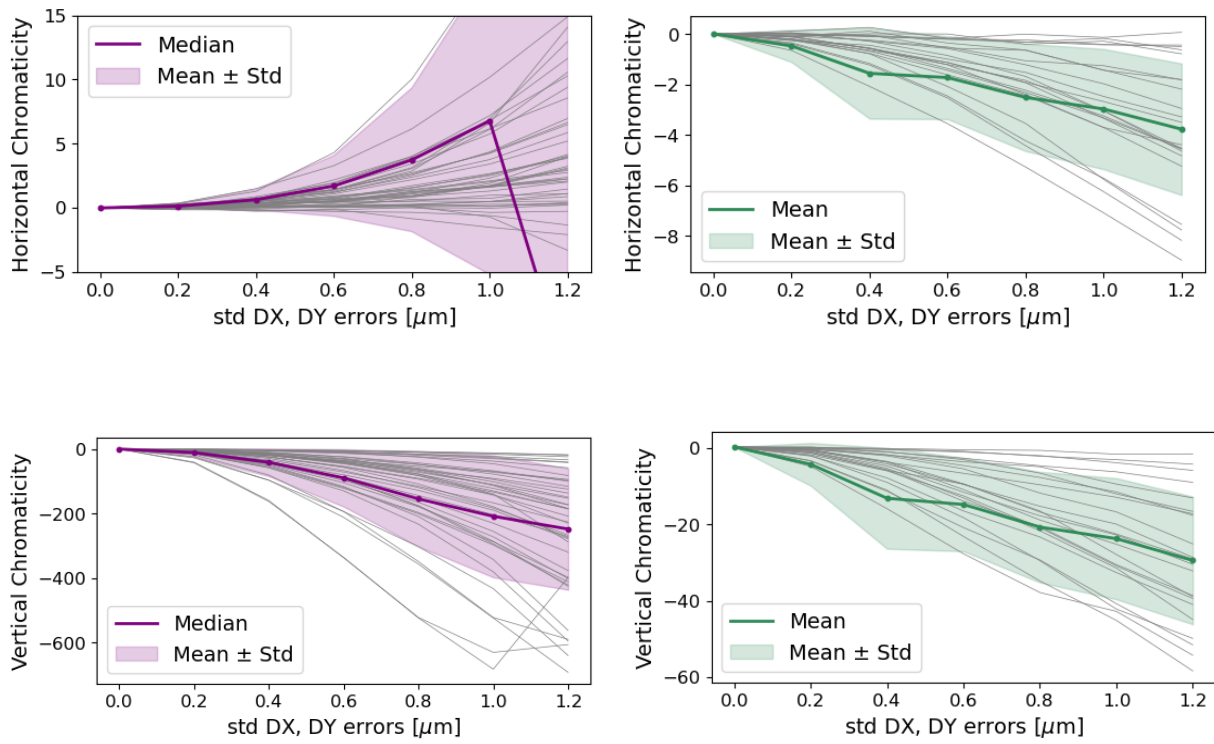 Horizontal Chromaticity
15
10
5
0
−5
Median
Mean ± Std
0.0 0.2 0.4 0.6 0.8 1.0 1.2
std DX, DY errors [μm]
Horizontal Chromaticity
0
−2
−4
−6
−8
Mean
Mean ± Std
0.0 0.2 0.4 0.6 0.8 1.0 1.2
std DX, DY errors [μm]
Vertical Chromaticity
0
−200
−400
−600
Median
Mean ± Std
0.0 0.2 0.4 0.6 0.8 1.0 1.2
std DX, DY errors [μm]
Vertical Chromaticity
0
−20
−40
−60
Mean
Mean ± Std
0.0 0.2 0.4 0.6 0.8 1.0 1.2
std DX, DY errors [μm]